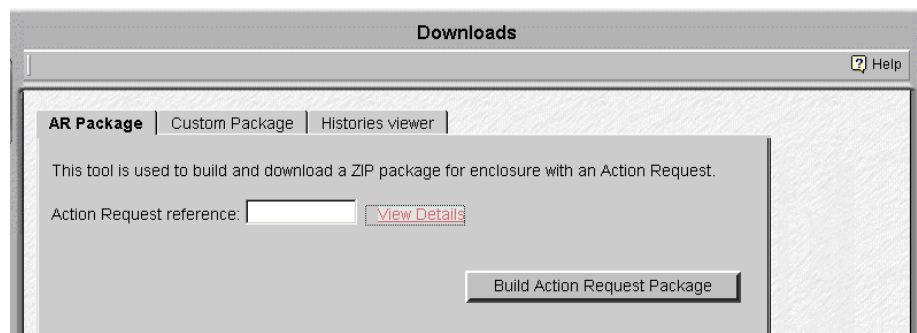 Downloads
Help
AR Package Custom Package Histories viewer
This tool is used to build and download a ZIP package for enclosure with an Action Request.
Action Request reference: View Details
Build Action Request Package